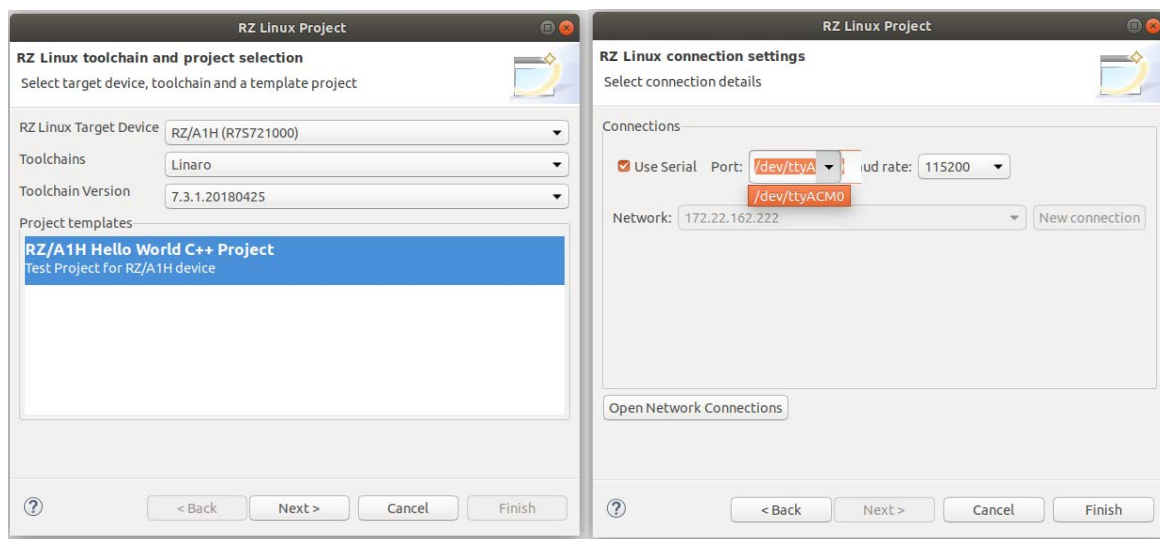 RZ Linux Project
RZ Linux toolchain and project selection
Select target device, toolchain and a template project
RZ Linux Target Device RZ/A1H (R7S721000)
Toolchains Linaro
Toolchain Version 7.3.1.20180425
Project templates
RZ/A1H Hello World C++ Project
Test Project for RZ/A1H device
< Back Next > Cancel Finish
RZ Linux Project
RZ Linux connection settings
Select connection details
Connections
Use Serial Port: /dev/ttyA aud rate: 115200
/dev/ttyACM0
Network: 172.22.162.222 New connection
Open Network Connections
< Back Next > Cancel Finish